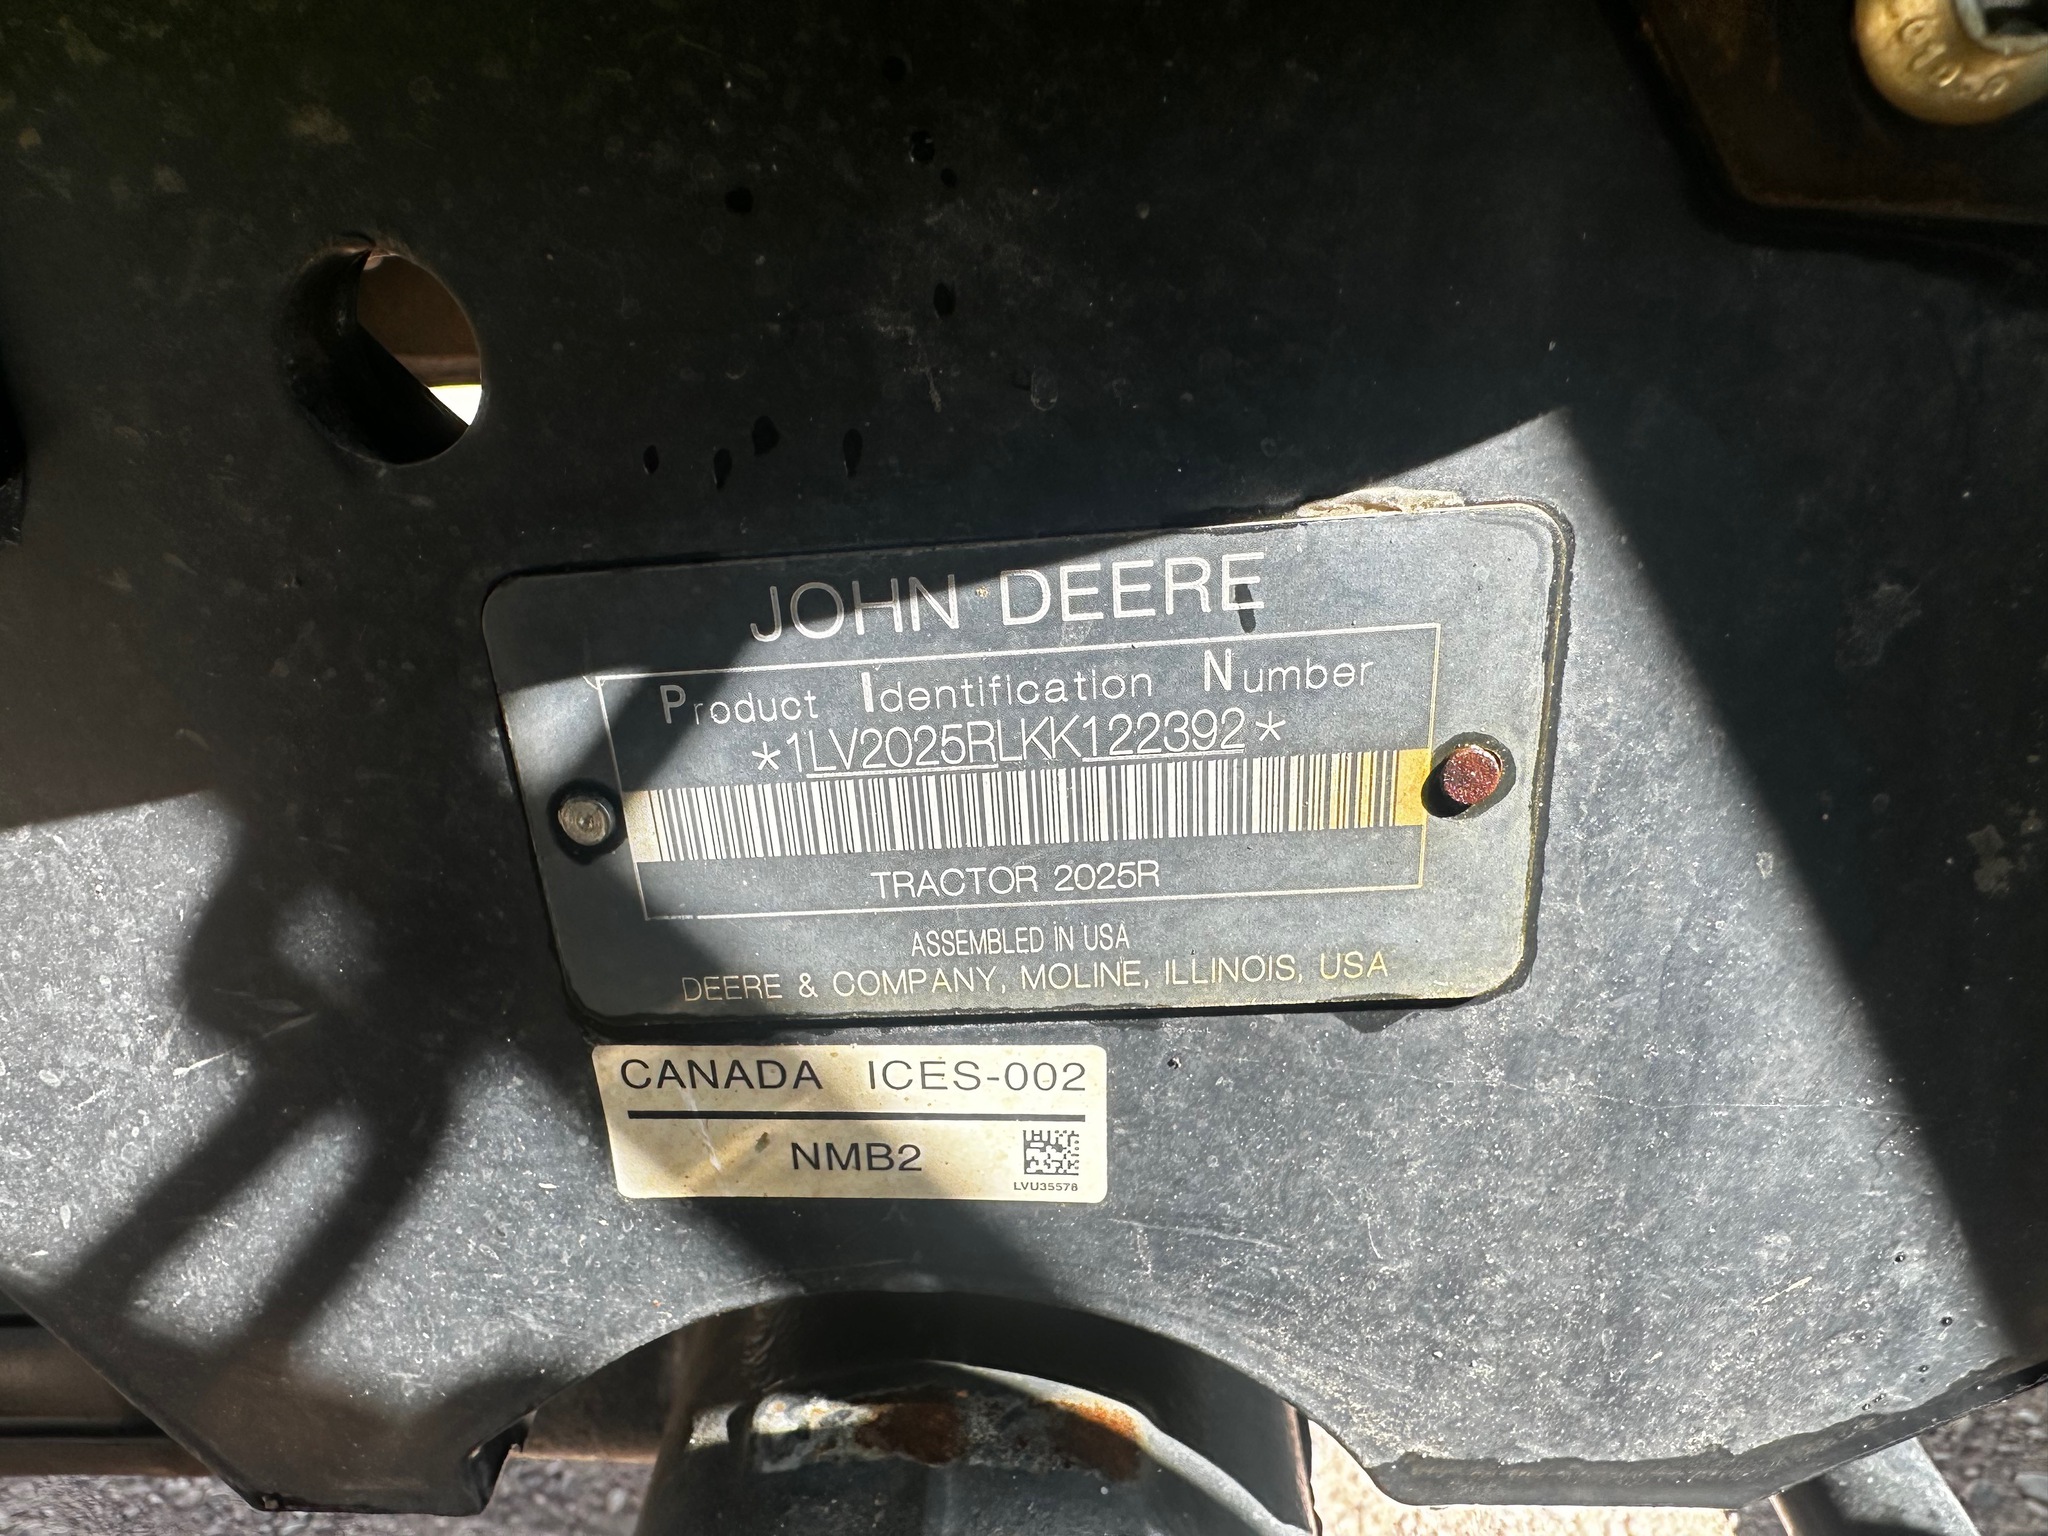 JOHN DEERE
Product Identification Number
*1LV2025RLKK122392*
TRACTOR 2025R
ASSEMBLED IN USA
DEERE & COMPANY, MOLINE, ILLINOIS, USA
CANADA ICES-002
NMB2
LVU35578